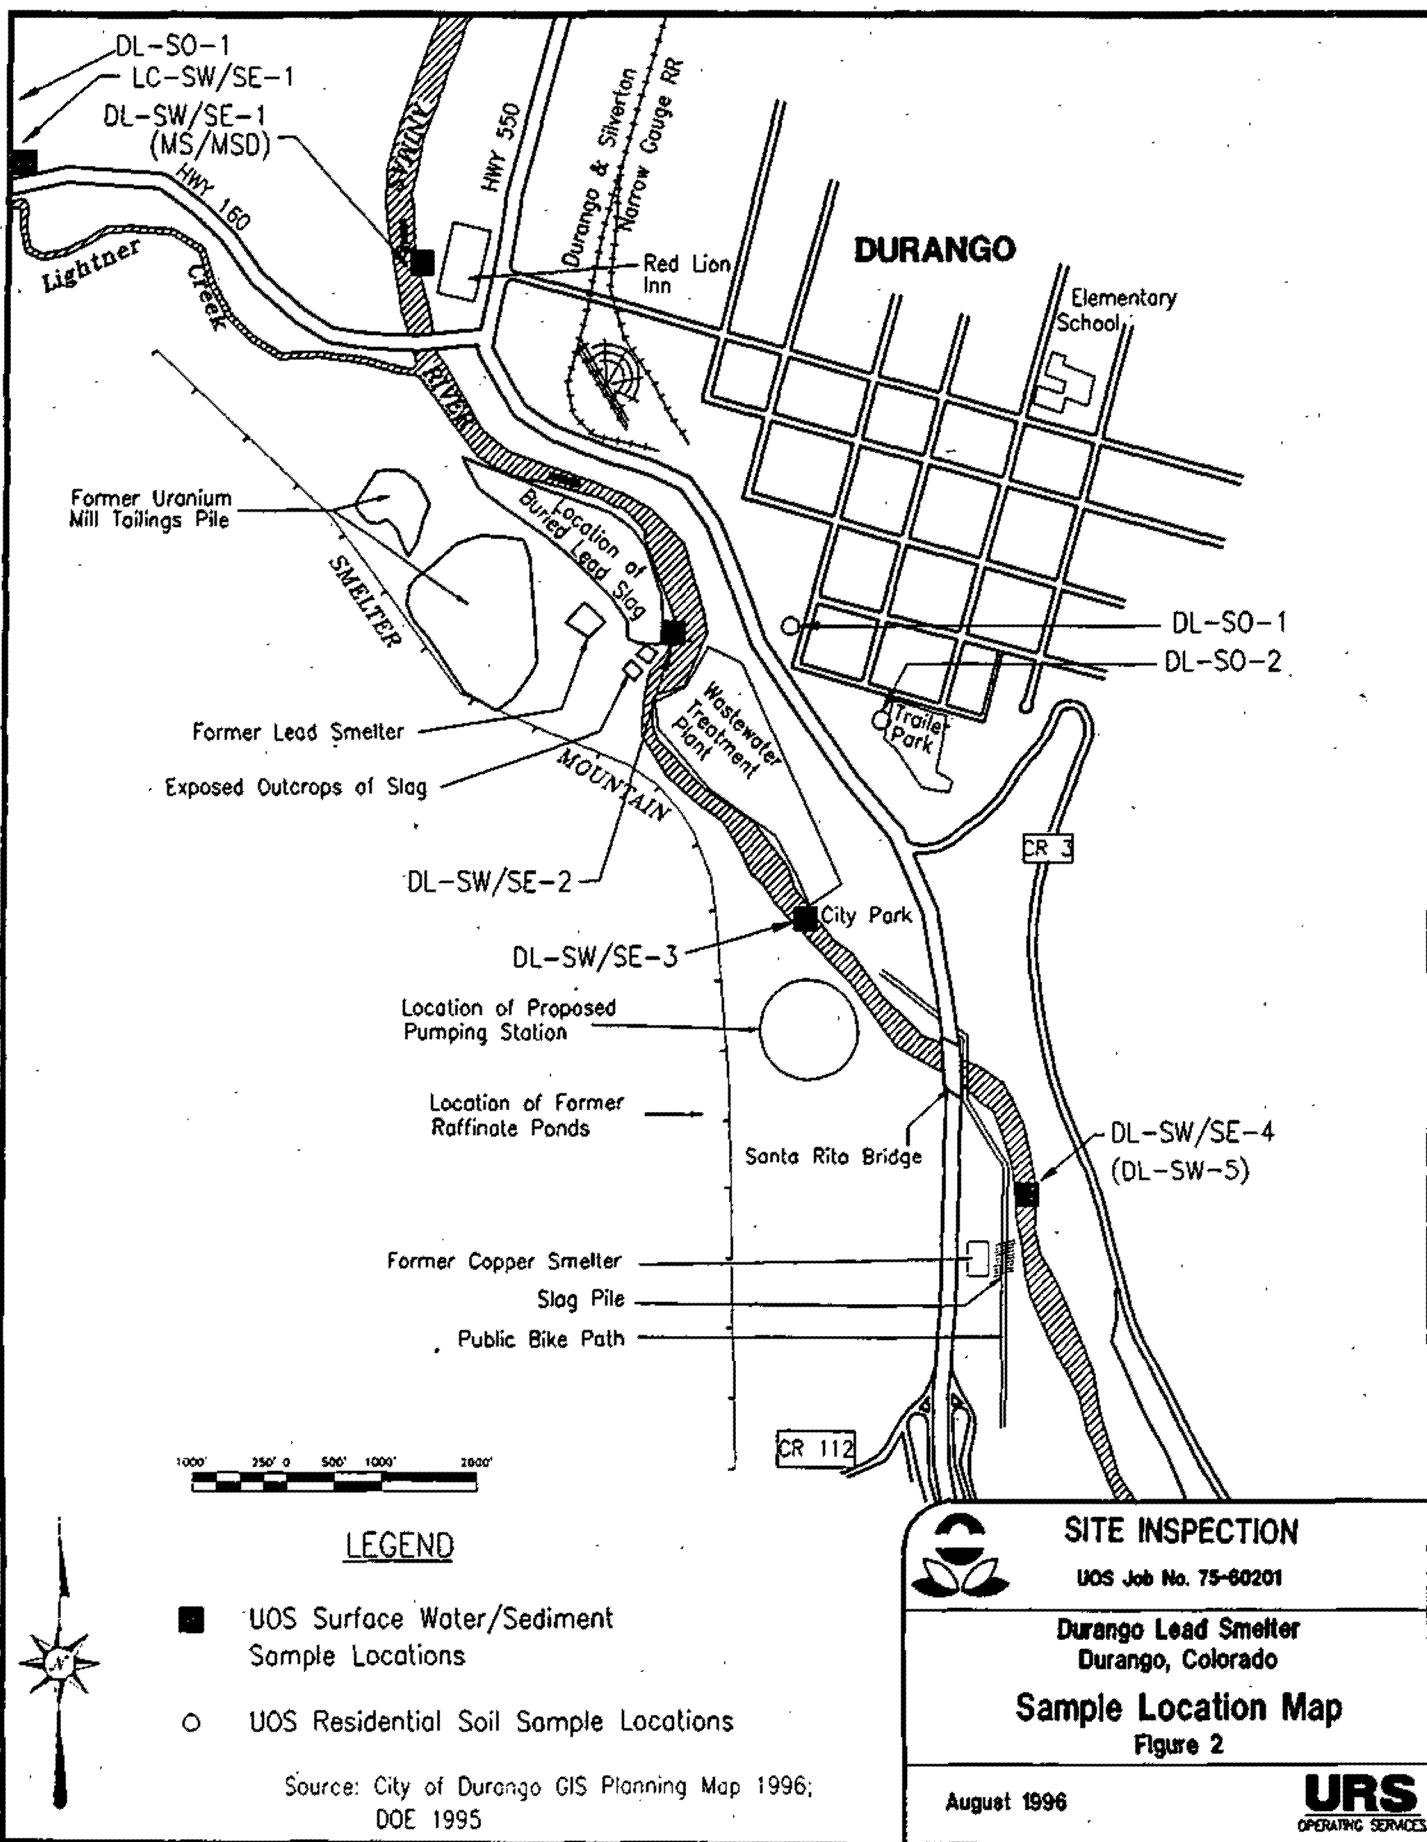 DL-SO-1
LC-SW/SE-1
DL-SW/SE-1
(MS/MSD)
HWY 160
ANIMAS
HWY 550
Durango & Silverton
Narrow Gauge RR
DURANGO
Red Lion
Inn
Elementary
School
Lightner
Creek
RIVER
Former Uranium
Mill Tailings Pile
Location of
Buried Lead Slag
SMELTER
MOUNTAIN
DL-SO-1
DL-SO-2
Trailer
Park
Wastewater
Treatment
Plant
Former Lead Smelter
Exposed Outcrops of Slag
CR 3
DL-SW/SE-2
City Park
DL-SW/SE-3
Location of Proposed
Pumping Station
Location of Former
Raffinate Ponds
Santa Rita Bridge
DL-SW/SE-4
(DL-SW-5)
Former Copper Smelter
Slag Pile
Public Bike Path
CR 112
1000' 250' 0 500' 1000' 2000'
LEGEND
UOS Surface Water/Sediment
Sample Locations
UOS Residential Soil Sample Locations
Source: City of Durango GIS Planning Map 1996;
DOE 1995
N
SITE INSPECTION
UOS Job No. 75-60201
Durango Lead Smelter
Durango, Colorado
Sample Location Map
Figure 2
August 1996
URS
OPERATING SERVICES